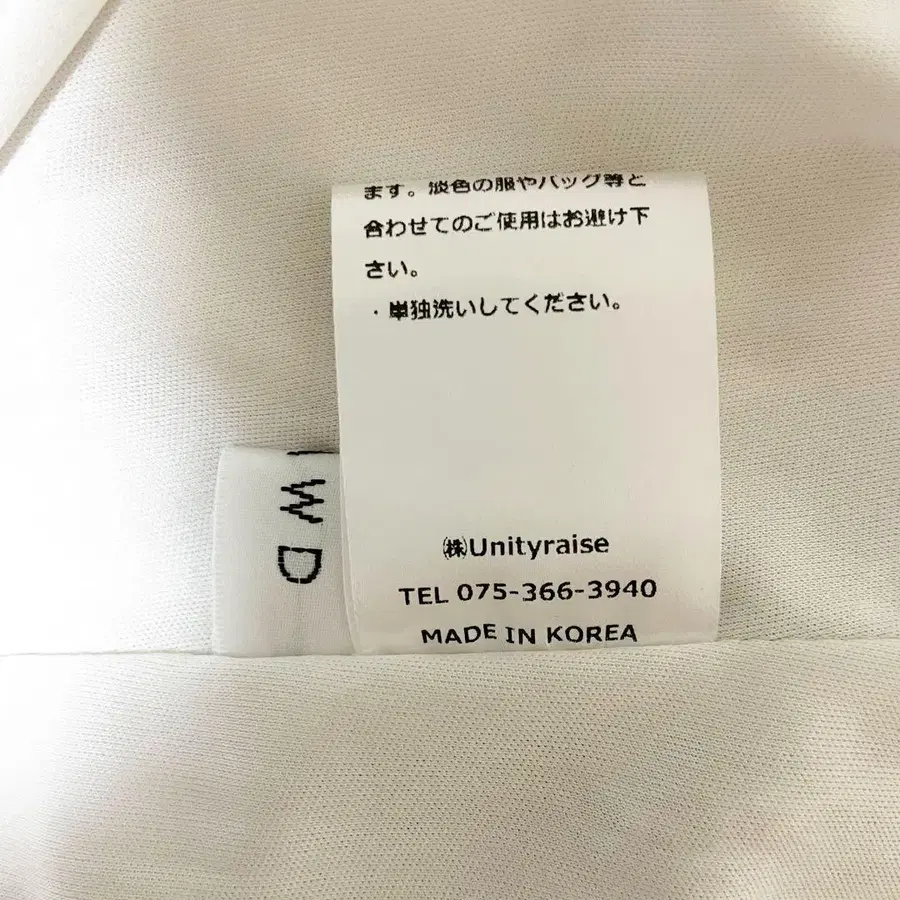 ます。淡色の服やバッグ等と
合わせてのご使用はお避け下
さい。
・単独洗いしてください。
㈱Unityraise
TEL 075-366-3940
MADE IN KOREA
W D